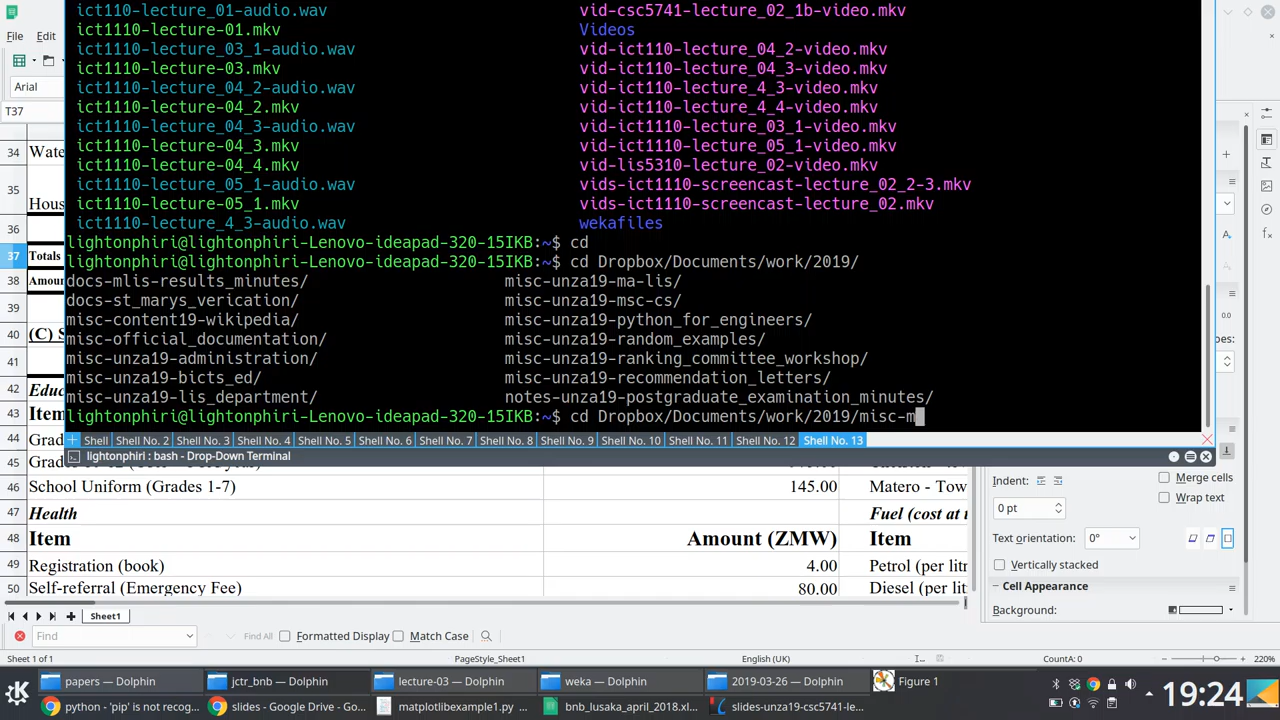 ict1110-lecture_01-audio.wav vid-csc5741-lecture_02_1b-video.mkv
File Edit ict1110-lecture-01.mkv Videos
ict1110-lecture_03_1-audio.wav vid-ict110-lecture_04_2-video.mkv
ict1110-lecture-03.mkv vid-ict110-lecture_04_3-video.mkv
Arial ict1110-lecture_04_2-audio.wav vid-ict1110-lecture_4_3-video.mkv
T37 ict1110-lecture-04_2.mkv vid-ict1110-lecture_4_4-video.mkv
ict1110-lecture_04_3-audio.wav vid-ict1110-lecture_03_1-video.mkv
34 Wate ict1110-lecture-04_3.mkv vid-ict1110-lecture_05_1-video.mkv
ict1110-lecture-04_4.mkv vid-lis5310-lecture_02-video.mkv
35 ict1110-lecture_05_1-audio.wav vids-ict1110-screencast-lecture_02_2-3.mkv
Hous ict1110-lecture-05_1.mkv vids-ict1110-screencast-lecture_02.mkv
36 ict1110-lecture_4_3-audio.wav wekafiles
lightonphiri@lightonphiri-Lenovo-ideapad-320-15IKB:~$ cd
37 Totals lightonphiri@lightonphiri-Lenovo-ideapad-320-15IKB:~$ cd Dropbox/Documents/work/2019/
38 Amou docs-mlis-results_minutes/ misc-unza19-ma-lis/
39 docs-st_marys_verication/ misc-unza19-msc-cs/
misc-content19-wikipedia/ misc-unza19-python_for_engineers/ 0.0
40 (C) S misc-official_documentation/ misc-unza19-random_examples/ pes:
41 misc-unza19-administration/ misc-unza19-ranking_committee_workshop/
misc-unza19-bicts_ed/ misc-unza19-recommendation_letters/
42 Educ misc-unza19-lis_department/ notes-unza19-postgraduate_examination_minutes/
43 Item lightonphiri@lightonphiri-Lenovo-ideapad-320-15IKB:~$ cd Dropbox/Documents/work/2019/misc-m
44 Grad Shell Shell No. 2 Shell No. 3 Shell No. 4 Shell No. 5 Shell No. 6 Shell No. 7 Shell No. 8 Shell No. 9 Shell No. 10 Shell No. 11 Shell No. 12 Shell No. 13
lightonphiri : bash - Drop-Down Terminal
45
46 School Uniform (Grades 1-7) 145.00 Matero - Tow Indent: Merge cells
0 pt Wrap text
47 Health Fuel (cost at t
48 Item Amount (ZMW) Item Text orientation: 0°
49 Registration (book) 4.00 Petrol (per litr Vertically stacked
50 Self-referral (Emergency Fee) 80.00 Diesel (per litr Cell Appearance
Sheet1 Background:
Find Find All Formatted Display Match Case
Sheet 1 of 1 PageStyle_Sheet1 English (UK) I... CountA: 0 220%
papers — Dolphin jctr_bnb — Dolphin lecture-03 — Dolphin weka — Dolphin 2019-03-26 — Dolphin Figure 1
python - 'pip' is not recog... slides - Google Drive - Go... matplotlibexample1.py ... bnb_lusaka_april_2018.xl... slides-unza19-csc5741-le... 19:24